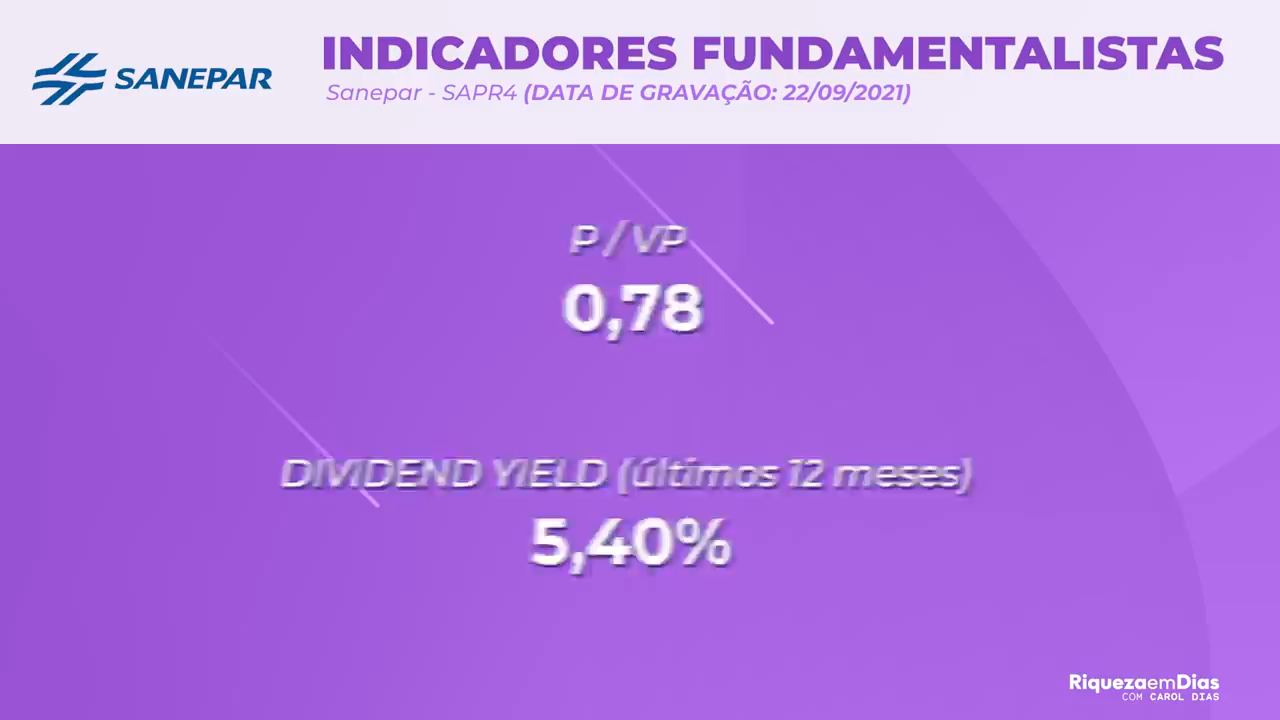 SANEPAR
INDICADORES FUNDAMENTALISTAS
Sanepar - SAPR4 (DATA DE GRAVAÇÃO: 22/09/2021)
P / VP
0,78
DIVIDEND YIELD (últimos 12 meses)
5,40%
RiquezaemDias
COM CAROL DIAS